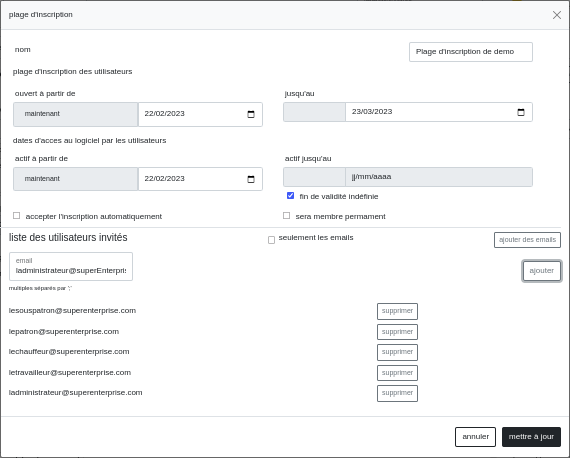 plage d'inscription
nom
Plage d'inscription de demo
plage d'inscription des utilisateurs
ouvert à partir de
jusqu'au
maintenant
22/02/2023
23/03/2023
dates d'acces au logiciel par les utilisateurs
actif à partir de
actif jusqu'au
maintenant
22/02/2023
jj/mm/aaaa
fin de validité indéfinie
accepter l'inscription automatiquement
sera membre permament
liste des utilisateurs invités
seulement les emails
ajouter des emails
email
ladministrateur@superEnterpri
ajouter
multiples séparés par ';'
lesouspatron@superenterprise.com
supprimer
lepatron@superenterprise.com
supprimer
lechauffeur@superenterprise.com
supprimer
letravailleur@superenterprise.com
supprimer
ladministrateur@superenterprise.com
supprimer
annuler
mettre à jour